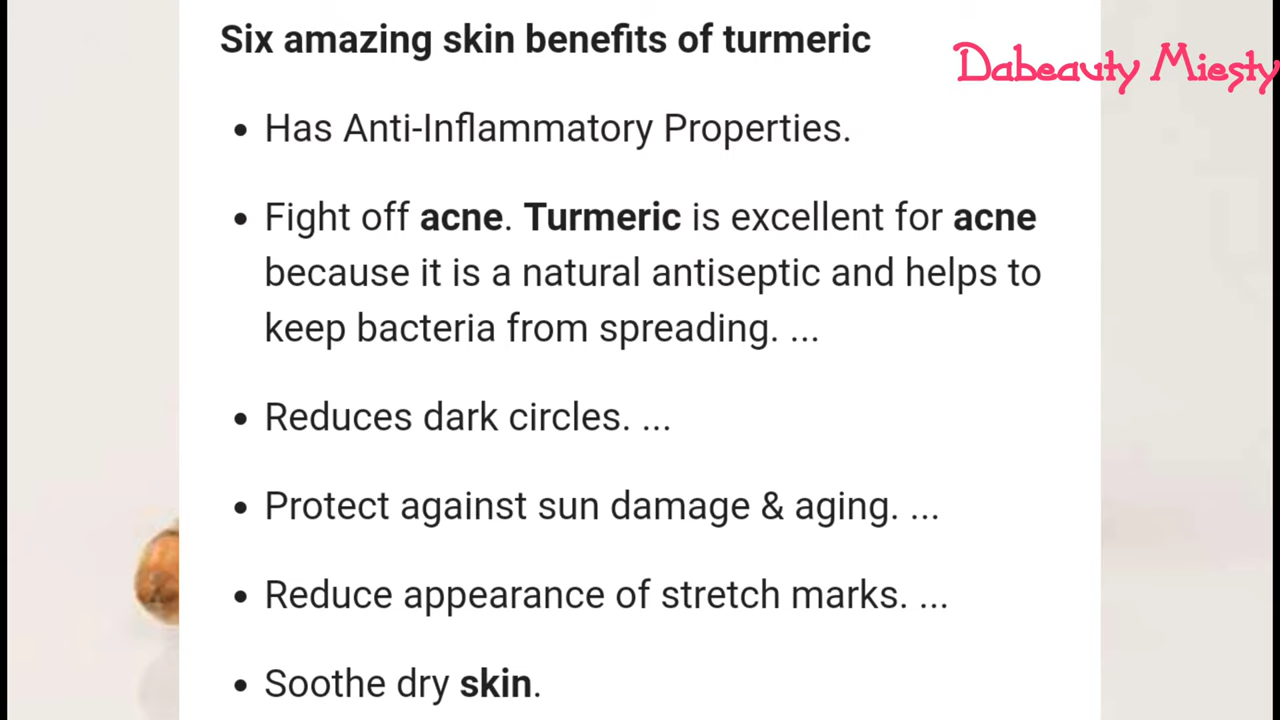 Six amazing skin benefits of turmeric
Dabeauty Miesty
• Has Anti-Inflammatory Properties.
• Fight off acne. Turmeric is excellent for acne
because it is a natural antiseptic and helps to
keep bacteria from spreading. ...
• Reduces dark circles. ...
• Protect against sun damage & aging. ...
• Reduce appearance of stretch marks. ...
• Soothe dry skin.